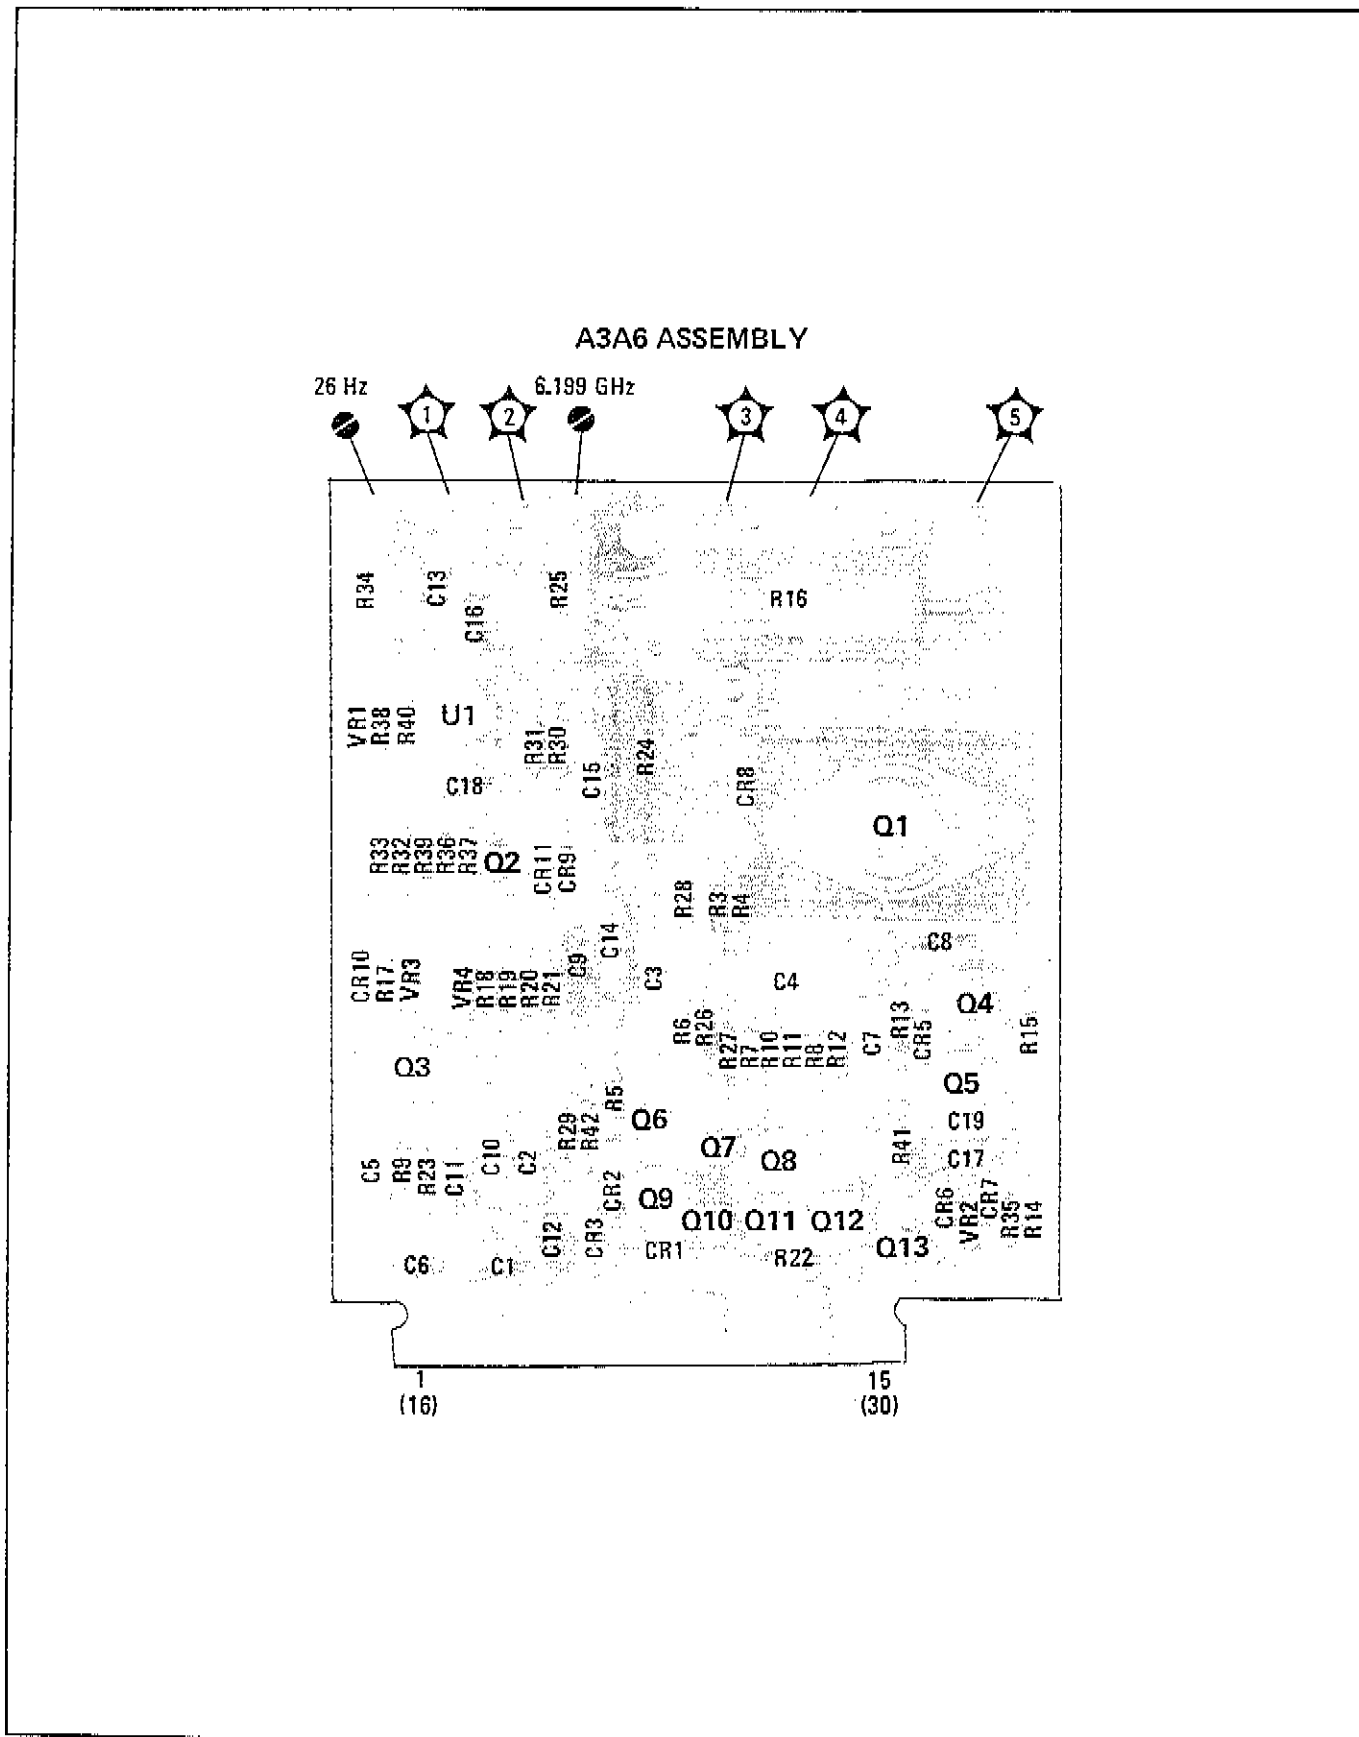 A3A6 ASSEMBLY
26 Hz
1
2
6.199 GHz
3
4
5
R34
C13
C16
R25
R16
VR1
R38
R40
U1
R31
R30
C15
R24
CR8
C18
Q1
R33
R32
R39
R36
R37
Q2
CR11
CR9
R28
R3
R4
C14
C9
C3
C4
C8
CR10
R17
VR3
VR4
R18
R19
R20
R21
Q4
R6
R26
R27
R7
R10
R11
R8
R12
C7
R13
CR5
R15
Q3
Q5
R5
Q6
C19
R29
R42
Q7
Q8
R41
C17
C5
R9
R23
C11
C10
C2
CR2
Q9
Q10
Q11
Q12
CR6
VR2
CR7
R35
R14
C12
CR3
CR1
R22
Q13
C6
C1
1
(16)
15
(30)